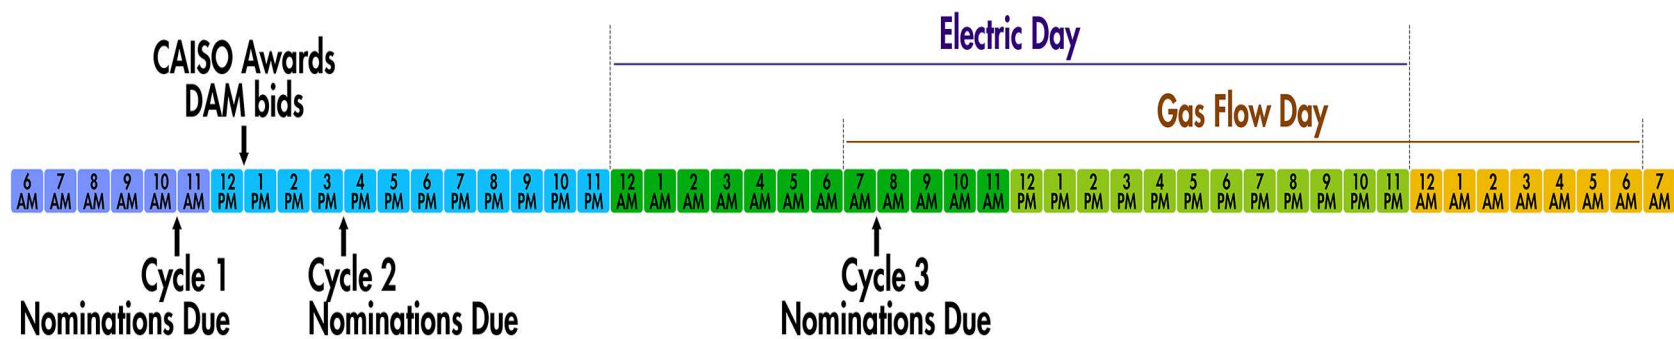 Electric Day
CAISO Awards
DAM bids
Gas Flow Day
6 AM 7 AM 8 AM 9 AM 10 AM 11 AM 12 PM 1 PM 2 PM 3 PM 4 PM 5 PM 6 PM 7 PM 8 PM 9 PM 10 PM 11 PM 12 AM 1 AM 2 AM 3 AM 4 AM 5 AM 6 AM 7 AM 8 AM 9 AM 10 AM 11 AM 12 PM 1 PM 2 PM 3 PM 4 PM 5 PM 6 PM 7 PM 8 PM 9 PM 10 PM 11 PM 12 AM 1 AM 2 AM 3 AM 4 AM 5 AM 6 AM 7 AM
Cycle 1
Nominations Due
Cycle 2
Nominations Due
Cycle 3
Nominations Due